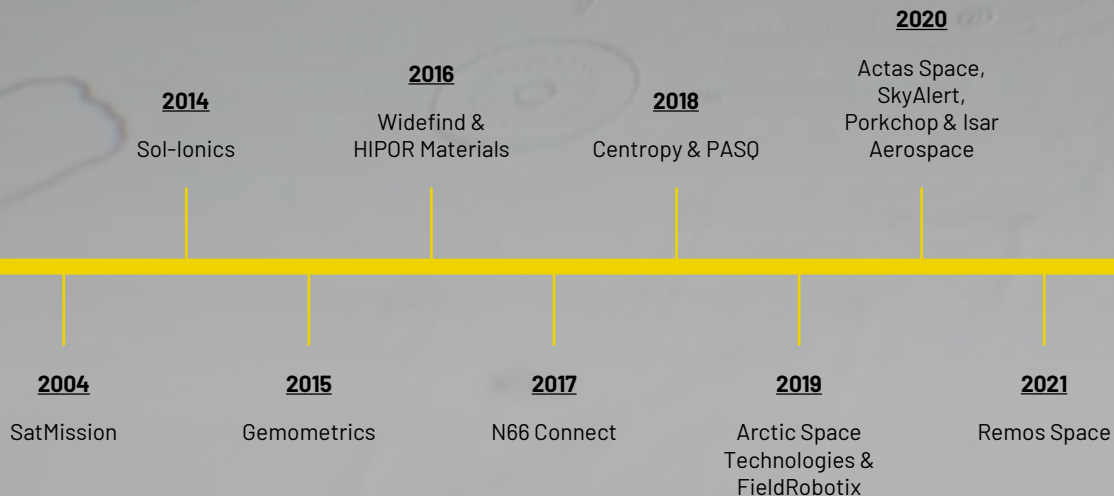 2020
Actas Space,
SkyAlert,
Porkchop & Isar
Aerospace
2016
Widefind &
HIPOR Materials
2014
Sol-Ionics
2018
Centropy & PASQ
2004
SatMission
2015
Gemometrics
2017
N66 Connect
2019
Arctic Space
Technologies &
FieldRobotix
2021
Remos Space